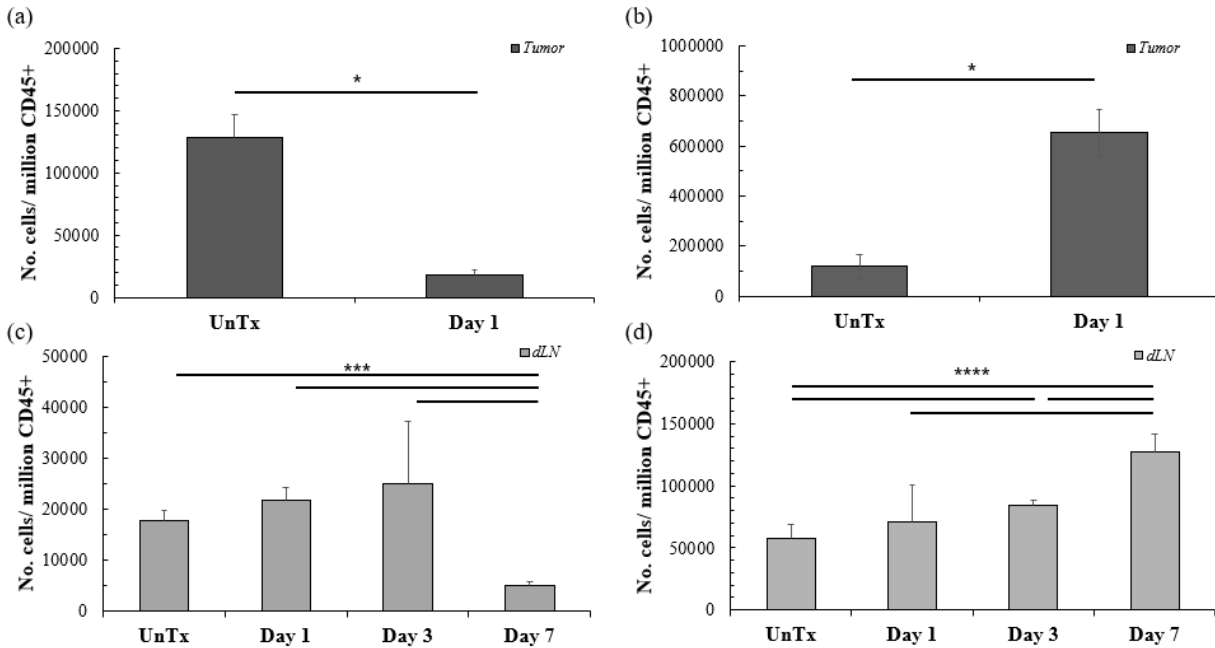 (a)
No. cells/ million CD45+
200000
150000
100000
50000
0
Tumor
*
UnTx
Day 1
(b)
No. cells/ million CD45+
1000000
800000
600000
400000
200000
0
Tumor
*
UnTx
Day 1
(c)
No. cells/ million CD45+
50000
40000
30000
20000
10000
0
dLN
***
UnTx
Day 1
Day 3
Day 7
(d)
No. cells/ million CD45+
200000
150000
100000
50000
0
dLN
****
UnTx
Day 1
Day 3
Day 7